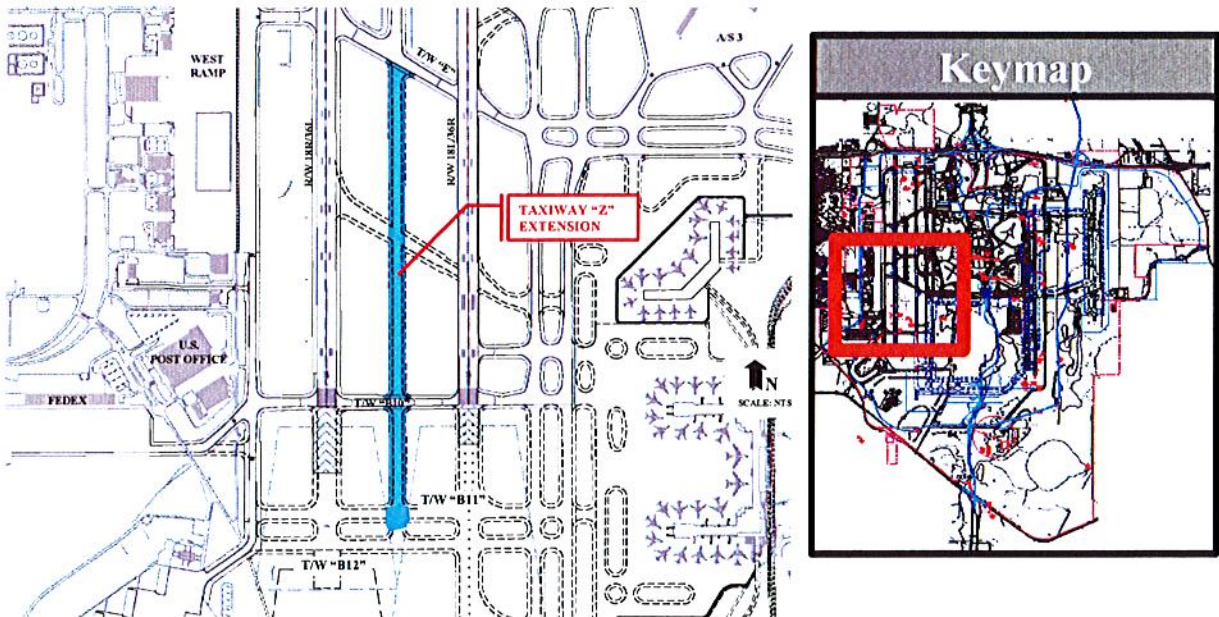 WEST
RAMP
T/W "E"
A/S 3
R/W 18R/36L
R/W 18L/36R
TAXIWAY "Z"
EXTENSION
U.S.
POST OFFICE
FEDEX
T/W "B10"
N
SCALE: NTS
T/W "B11"
T/W "B12"
Keymap